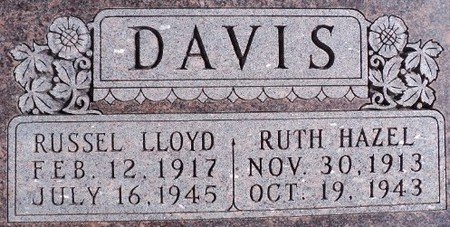 DAVIS
RUSSEL LLOYD
FEB. 12, 1917
JULY 16, 1945
RUTH HAZEL
NOV. 30, 1913
OCT. 19, 1943